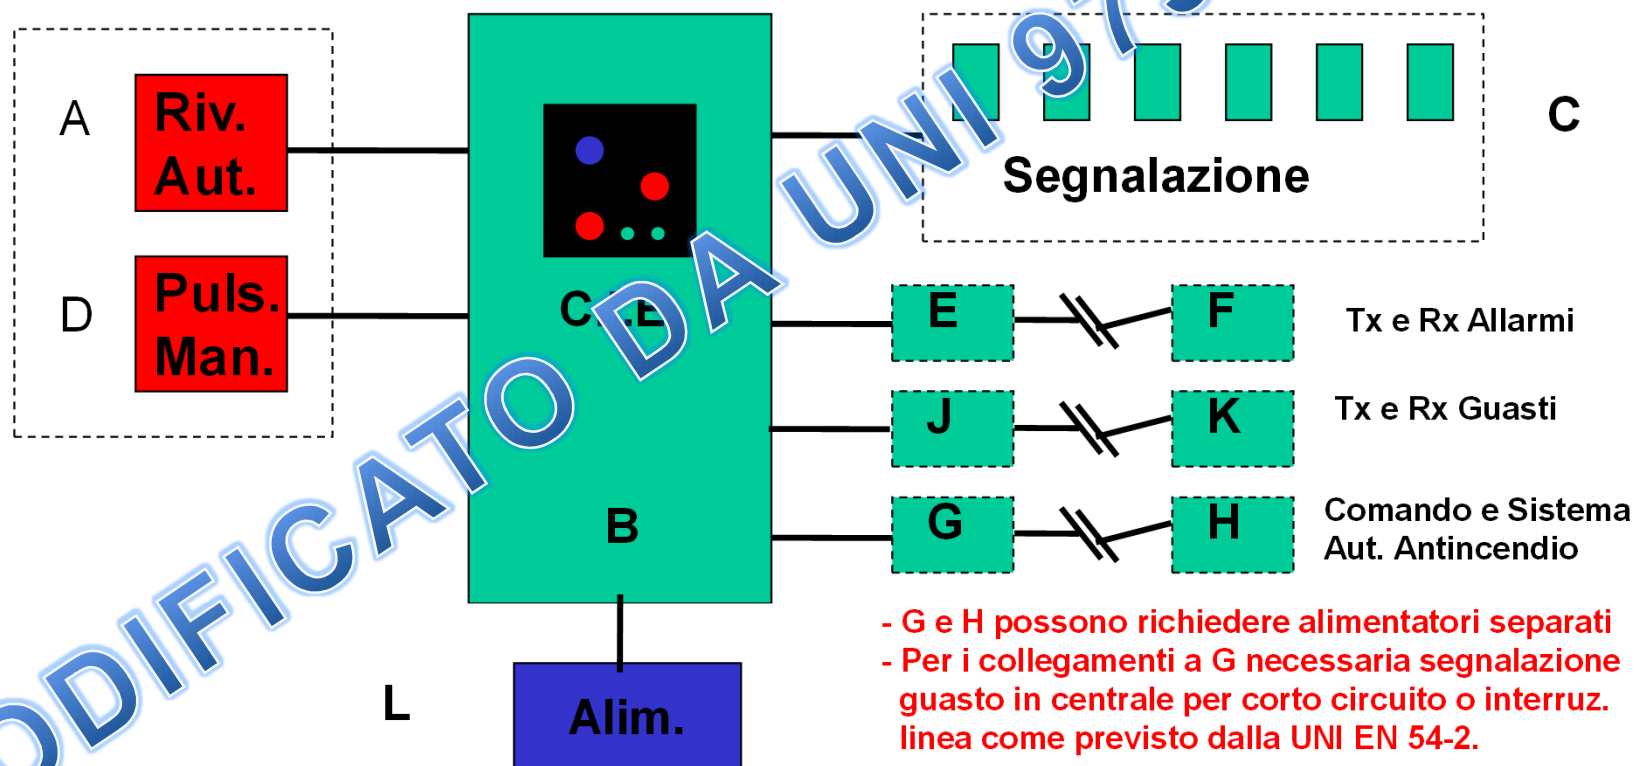 A
Riv.
Aut.
D
Puls.
Man.
B
L
Alim.
Segnalazione
C
E
F
Tx e Rx Allarmi
J
K
Tx e Rx Guasti
G
H
Comando e Sistema
Aut. Antincendio
- G e H possono richiedere alimentatori separati
- Per i collegamenti a G necessaria segnalazione
guasto in centrale per corto circuito o interruz.
linea come previsto dalla UNI EN 54-2.
ODIFICATO DA UNI